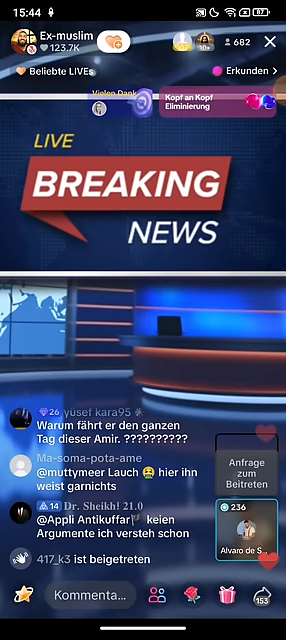 15:44
87
Ex-muslim
123.7K
10+
682
Beliebte LIVEs
Erkunden >
Vielen Dank
Kopf an Kopf
Eliminierung
LIVE
BREAKING
NEWS
26 yusef kara95
Warum fährt er den ganzen
Tag dieser Amir. ??????????
Ma-soma-pota-ame
@muttymeer Lauch 🤮 hier ihn
weist garnichts
14 Dr. Sheikh! 21.0
@Appli Antikuffar keien
Argumente ich versteh schon
417_k3 ist beigetreten
Anfrage
zum
Beitreten
236
Alvaro de S...
Kommenta...
153